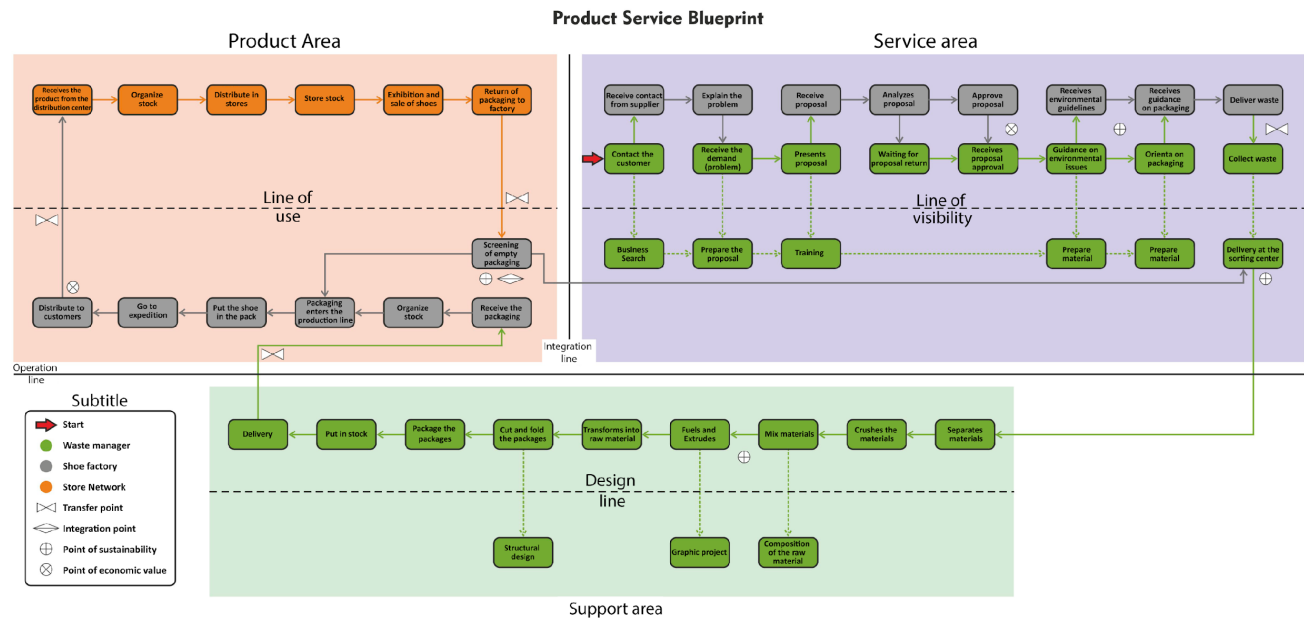 Product Service Blueprint
Product Area
Service area
Receives the
product from the
distribution center
Organize
stock
Distribute in
stores
Store stock
Exhibition and
sale of shoes
Return of
packaging to
factory
Receive contact
from supplier
Explain the
problem
Receive
proposal
Analyzes
proposal
Approve
proposal
Receives
environmental
guidelines
Receives
guidance
on packaging
Deliver waste
Contact the
customer
Receive the
demand
(problem)
Presents
proposal
Waiting for
proposal return
Receives
proposal
approval
Guidance on
environmental
issues
Orienta on
packaging
Collect waste
Line of
use
Line of
visibility
Screening
of empty
packaging
Business
Search
Prepare the
proposal
Training
Prepare
material
Prepare
material
Delivery at the
sorting center
Distribute to
customers
Go to
expedition
Put the shoe
in the pack
Packaging
enters the
production line
Organize
stock
Receive the
packaging
Integration
line
Operation
line
Subtitle
Start
Waste manager
Shoe factory
Store Network
Transfer point
Integration point
Point of sustainability
Point of economic value
Delivery
Put in stock
Package the
packages
Cut and fold
the packages
Transforms into
raw material
Fuels and
Extrudes
Mix materials
Crushes the
materials
Separates
materials
Design
line
Structural
design
Graphic project
Composition
of the raw
material
Support area